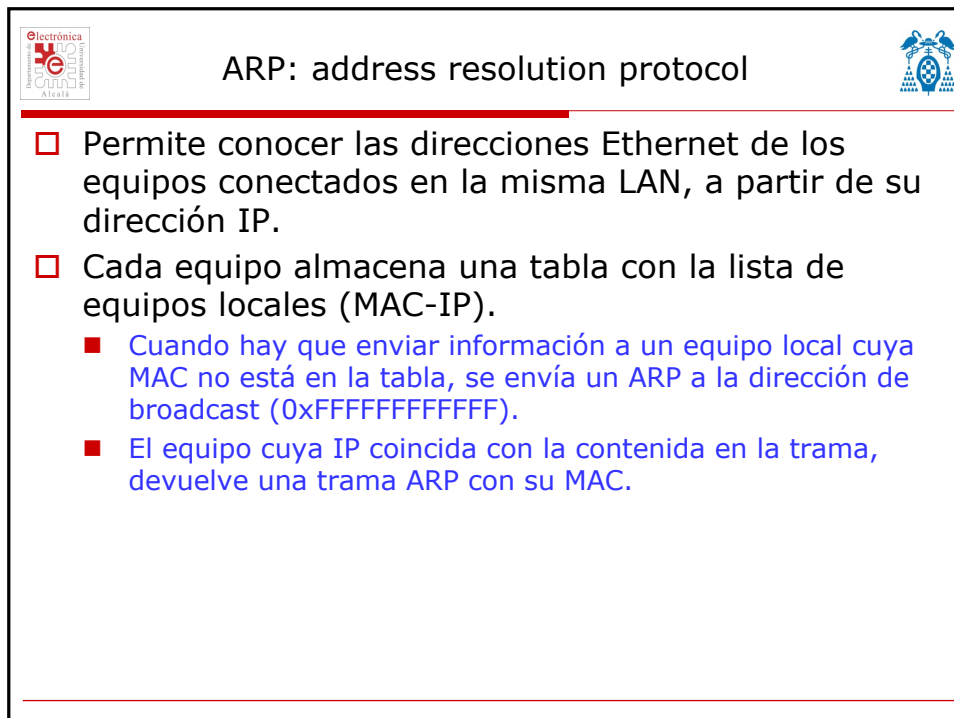 electrónica
Departamento de
Universidad de
Alcalá
ARP: address resolution protocol
Permite conocer las direcciones Ethernet de los
equipos conectados en la misma LAN, a partir de su
dirección IP.
Cada equipo almacena una tabla con la lista de
equipos locales (MAC-IP).
Cuando hay que enviar información a un equipo local cuya
MAC no está en la tabla, se envía un ARP a la dirección de
broadcast (0xFFFFFFFFFFFF).
El equipo cuya IP coincida con la contenida en la trama,
devuelve una trama ARP con su MAC.